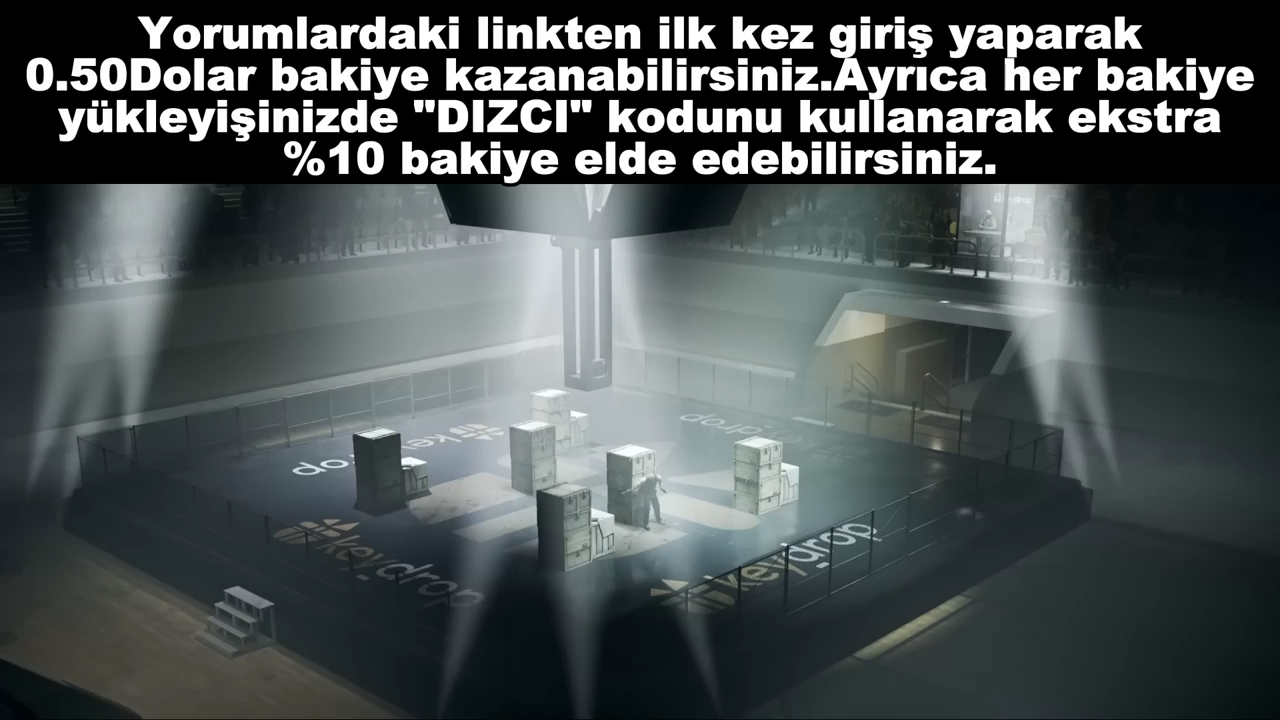 Yorumlardaki linkten ilk kez giriş yaparak
0.50Dolar bakiye kazanabilirsiniz.Ayrıca her bakiye
yükleyişinizde "DIZCI" kodunu kullanarak ekstra
%10 bakiye elde edebilirsiniz.
keydrop
keydrop
keydrop